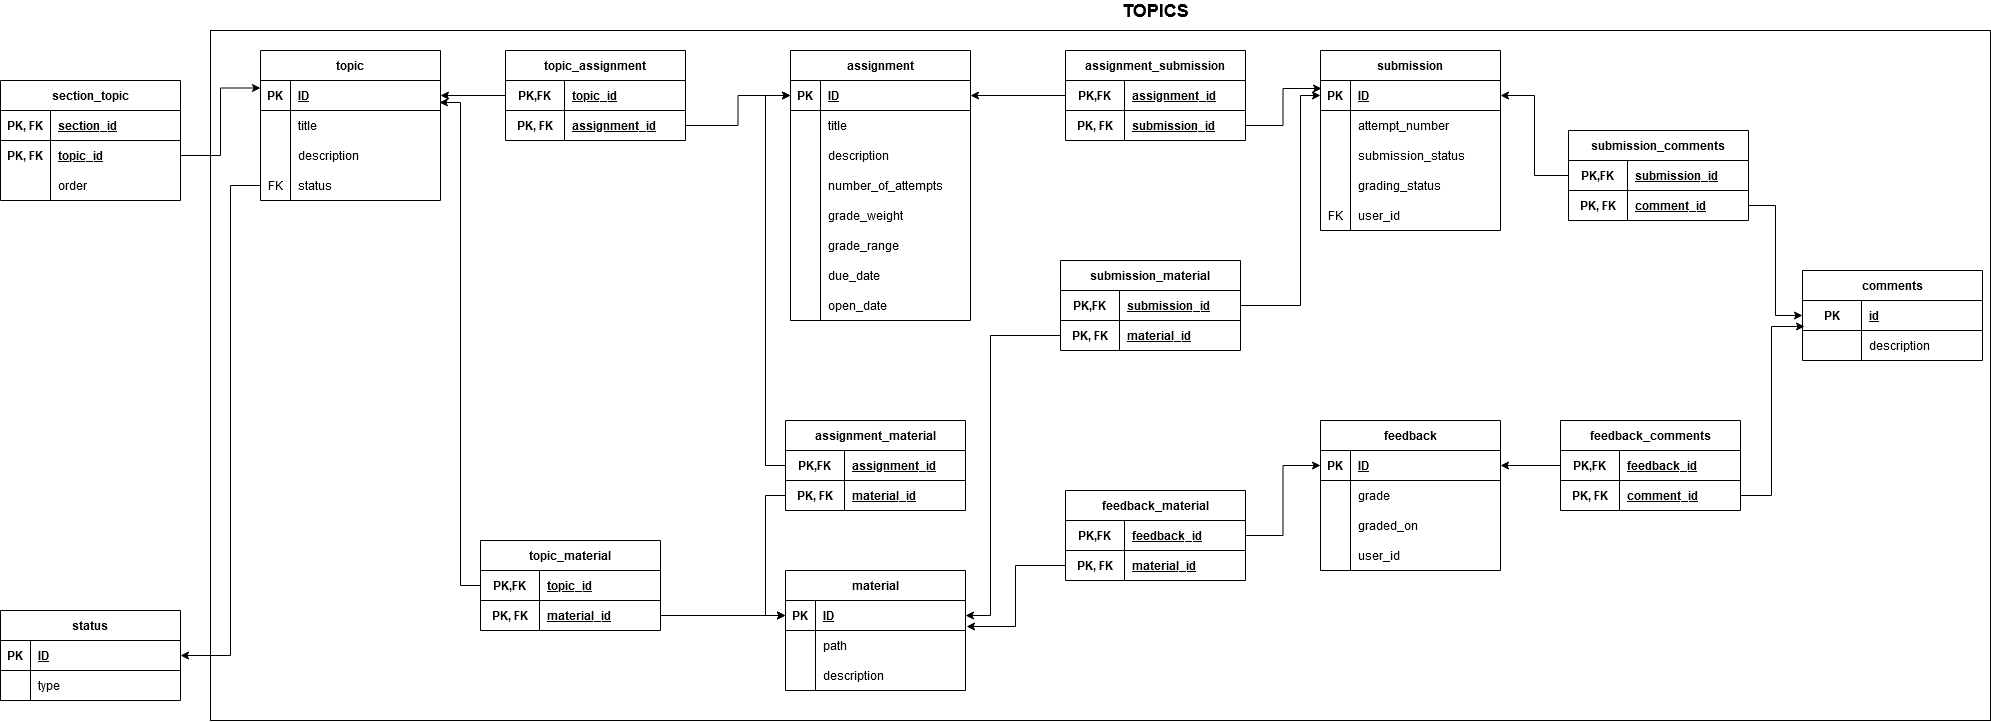 TOPICS
section_topic
PK, FK section_id
PK, FK topic_id
order
topic
PK ID
title
description
FK status
topic_assignment
PK,FK topic_id
PK, FK assignment_id
assignment
PK ID
title
description
number_of_attempts
grade_weight
grade_range
due_date
open_date
assignment_submission
PK,FK assignment_id
PK, FK submission_id
submission
PK ID
attempt_number
submission_status
grading_status
FK user_id
submission_comments
PK,FK submission_id
PK, FK comment_id
submission_material
PK,FK submission_id
PK, FK material_id
comments
PK id
description
assignment_material
PK,FK assignment_id
PK, FK material_id
feedback
PK ID
grade
graded_on
user_id
feedback_comments
PK,FK feedback_id
PK, FK comment_id
feedback_material
PK,FK feedback_id
PK, FK material_id
topic_material
PK,FK topic_id
PK, FK material_id
material
PK ID
path
description
status
PK ID
type